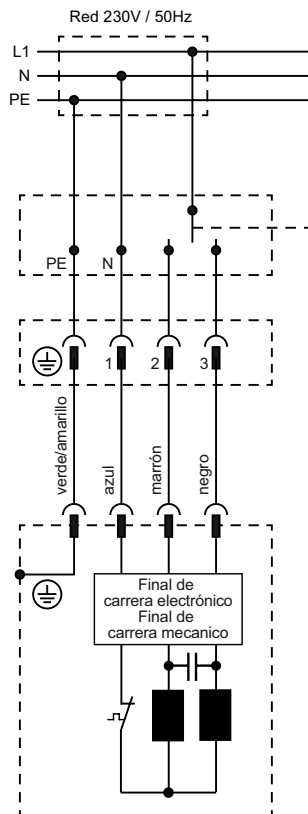 Red 230V / 50Hz
L1
N
PE
PE
N
1
2
3
verde/amarillo
azul
marrón
negro
Final de
carrera electrónico
Final de
carrera mecanico